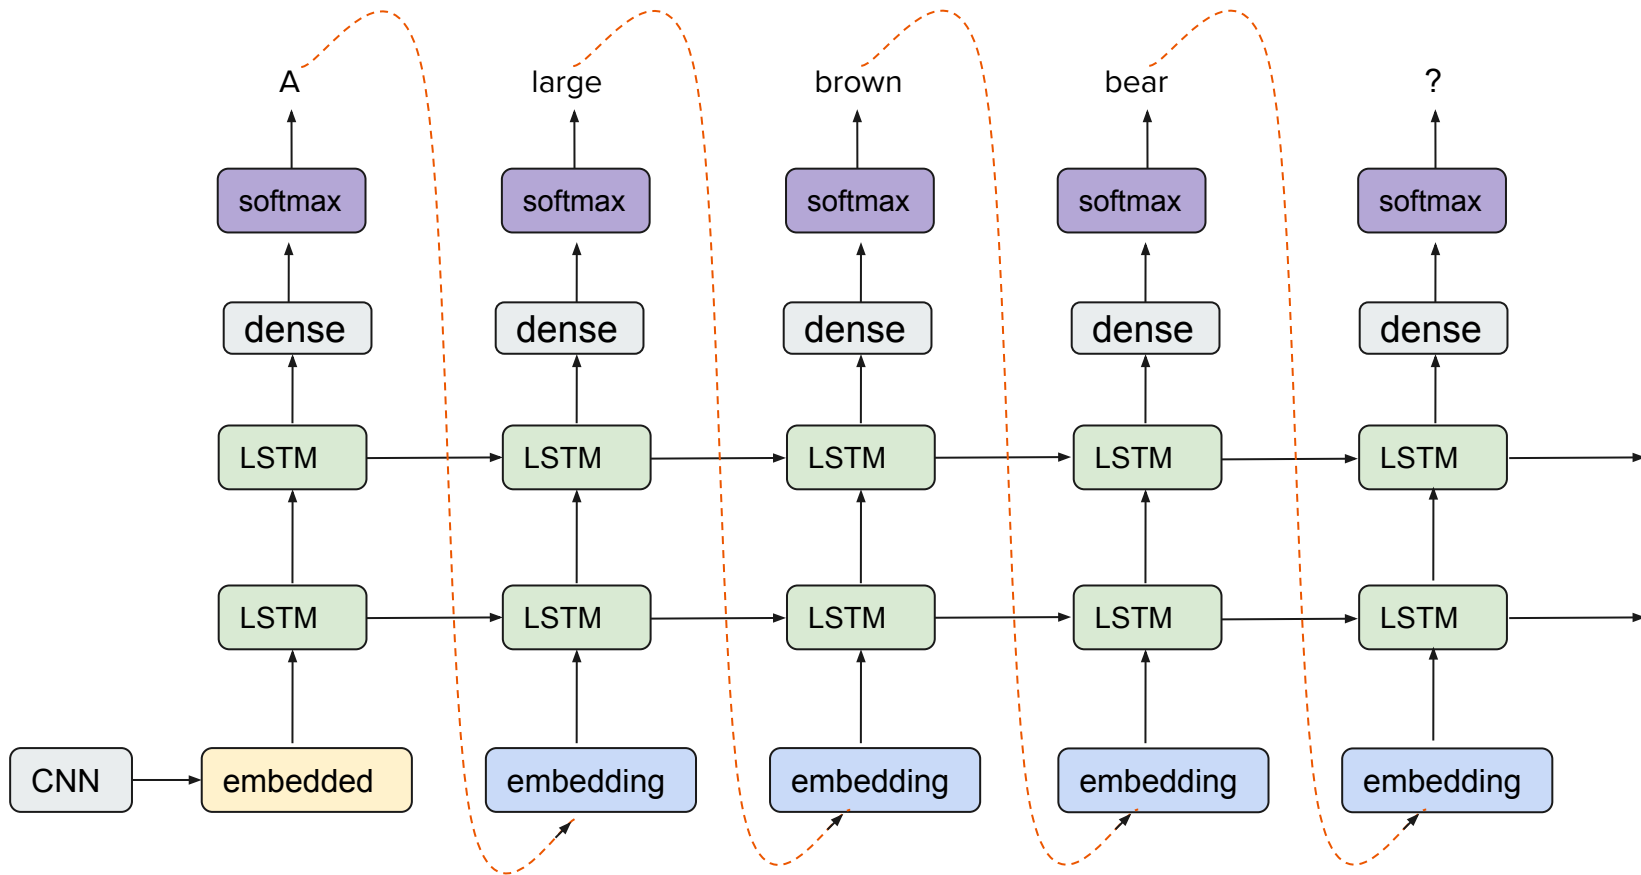 A large brown bear ?
softmax softmax softmax softmax softmax
dense dense dense dense dense
LSTM LSTM LSTM LSTM LSTM
LSTM LSTM LSTM LSTM LSTM
CNN embedded embedding embedding embedding embedding